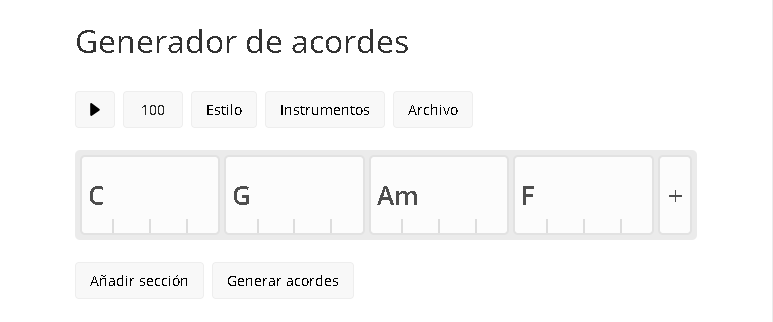 Generador de acordes
100 Estilo Instrumentos Archivo
C G Am F +
Añadir sección Generar acordes